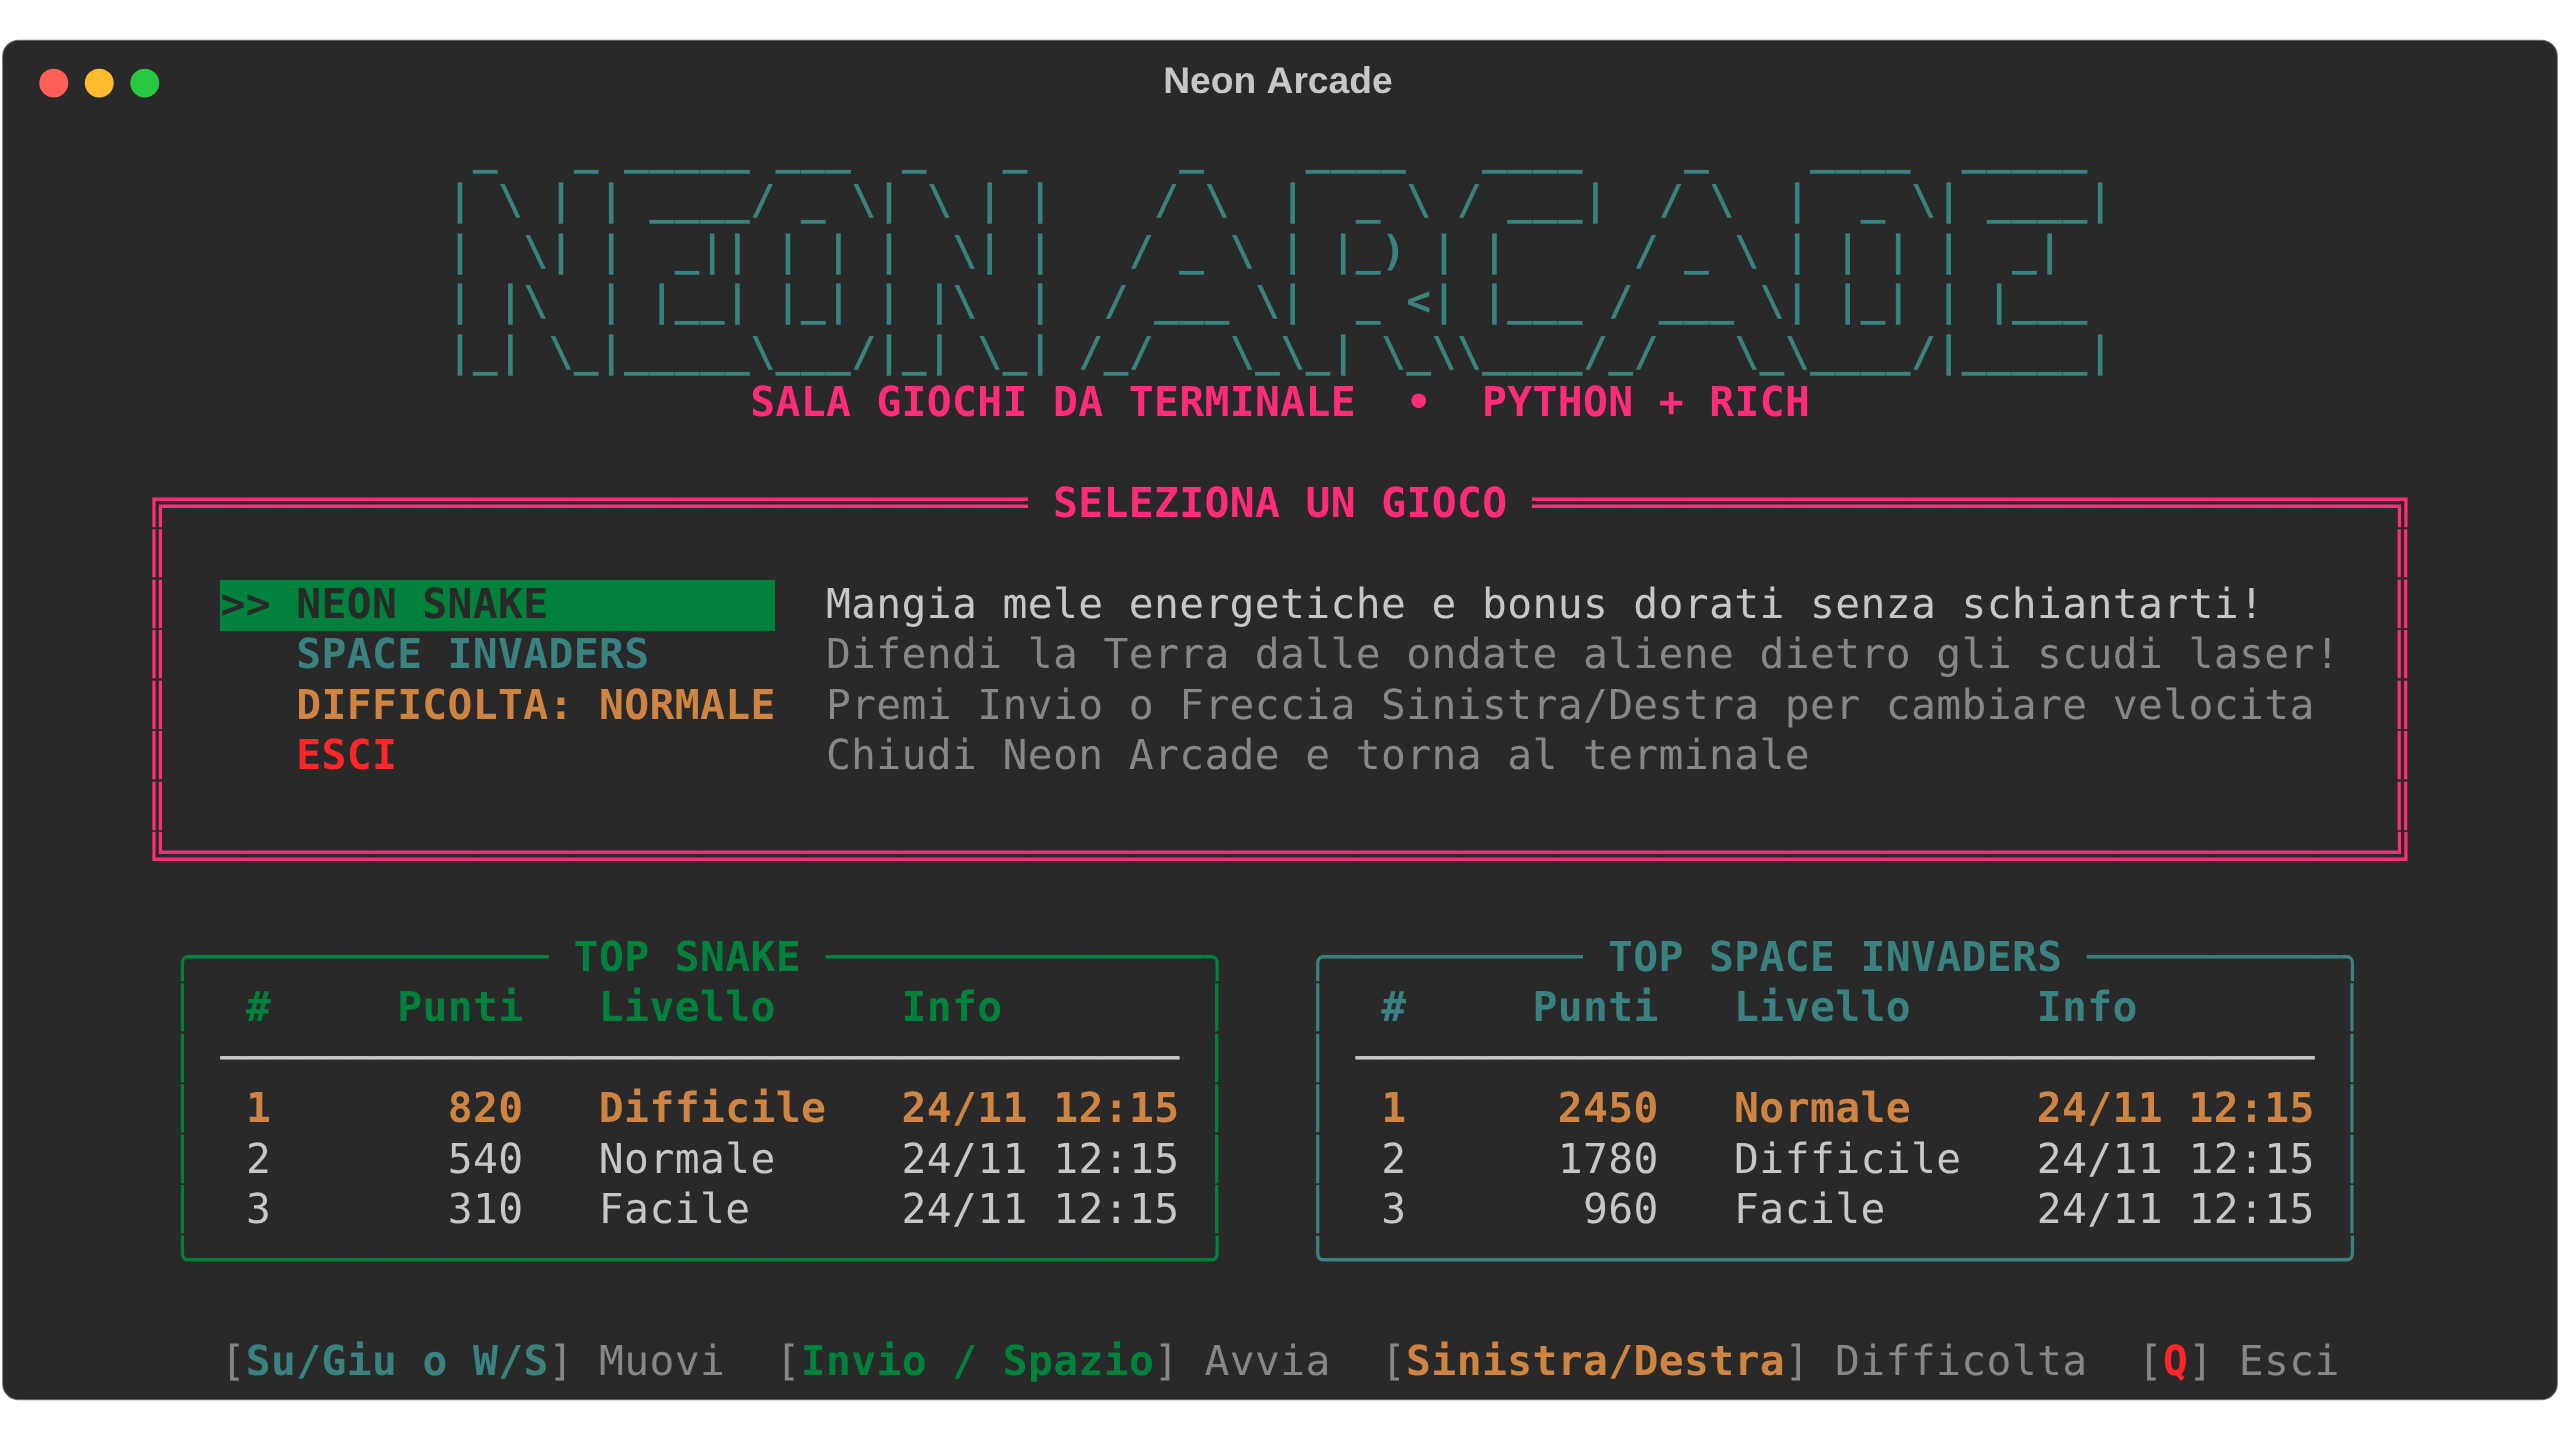 Neon Arcade
NEON ARCADE
SALA GIOCHI DA TERMINALE • PYTHON + RICH
SELEZIONA UN GIOCO
>> NEON SNAKE Mangia mele energetiche e bonus dorati senza schiantarti!
SPACE INVADERS Difendi la Terra dalle ondate aliene dietro gli scudi laser!
DIFFICOLTA: NORMALE Premi Invio o Freccia Sinistra/Destra per cambiare velocita
ESCI Chiudi Neon Arcade e torna al terminale
TOP SNAKE
# Punti Livello Info
1 820 Difficile 24/11 12:15
2 540 Normale 24/11 12:15
3 310 Facile 24/11 12:15
TOP SPACE INVADERS
# Punti Livello Info
1 2450 Normale 24/11 12:15
2 1780 Difficile 24/11 12:15
3 960 Facile 24/11 12:15
[Su/Giu o W/S] Muovi [Invio / Spazio] Avvia [Sinistra/Destra] Difficolta [Q] Esci